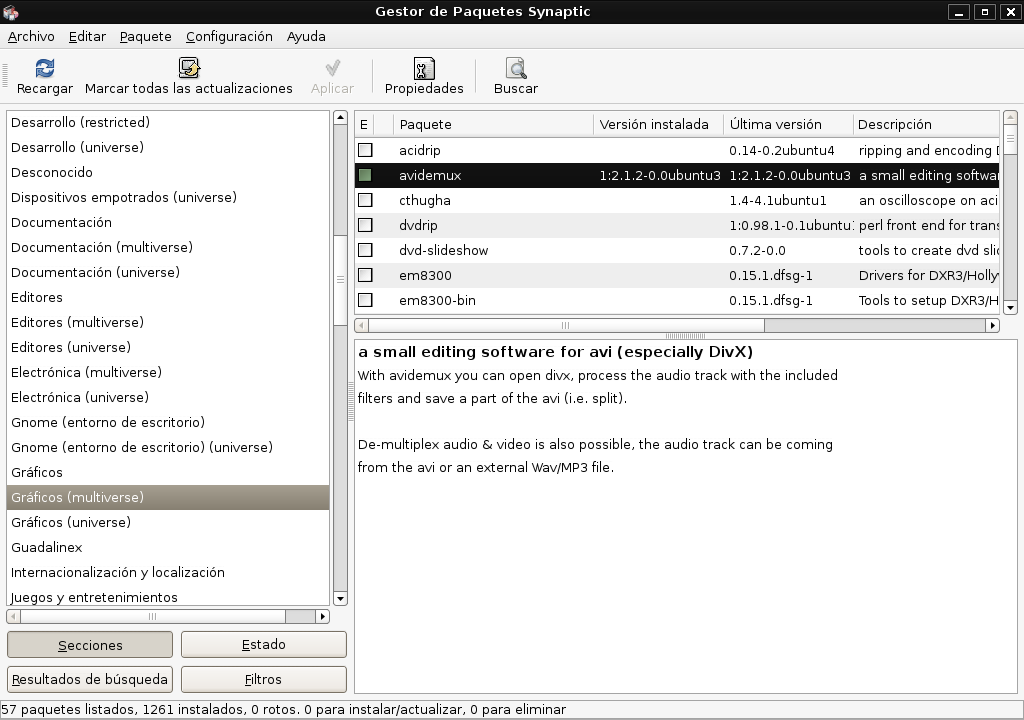 Gestor de Paquetes Synaptic
Archivo Editar Paquete Configuración Ayuda
Recargar Marcar todas las actualizaciones Aplicar Propiedades Buscar
Desarrollo (restricted)
Desarrollo (universe)
Desconocido
Dispositivos empotrados (universe)
Documentación
Documentación (multiverse)
Documentación (universe)
Editores
Editores (multiverse)
Editores (universe)
Electrónica (multiverse)
Electrónica (universe)
Gnome (entorno de escritorio)
Gnome (entorno de escritorio) (universe)
Gráficos
Gráficos (multiverse)
Gráficos (universe)
Guadalinex
Internacionalización y localización
Juegos y entretenimientos
Secciones Estado
Resultados de búsqueda Filtros
E Paquete Versión instalada Última versión Descripción
acidrip 0.14-0.2ubuntu4 ripping and encoding
avidemux 1:2.1.2-0.0ubuntu3 1:2.1.2-0.0ubuntu3 a small editing softwar
cthugha 1.4-4.1ubuntu1 an oscilloscope on aci
dvdrip 1:0.98.1-0.1ubuntu perl front end for trans
dvd-slideshow 0.7.2-0.0 tools to create dvd slid
em8300 0.15.1.dfsg-1 Drivers for DXR3/Holly
em8300-bin 0.15.1.dfsg-1 Tools to setup DXR3/H
a small editing software for avi (especially DivX)
With avidemux you can open divx, process the audio track with the included
filters and save a part of the avi (i.e. split).
De-multiplex audio & video is also possible, the audio track can be coming
from the avi or an external Wav/MP3 file.
57 paquetes listados, 1261 instalados, 0 rotos. 0 para instalar/actualizar, 0 para eliminar